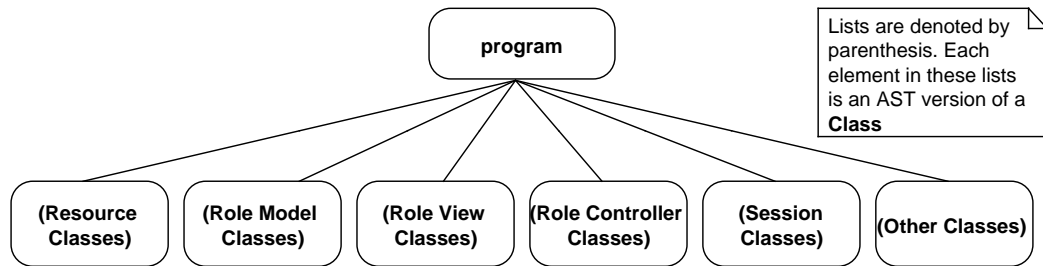 program
Lists are denoted by
parenthesis. Each
element in these lists
is an AST version of a
Class
(Resource
Classes)
(Role Model
Classes)
(Role View
Classes)
(Role Controller
Classes)
(Session
Classes)
(Other Classes)